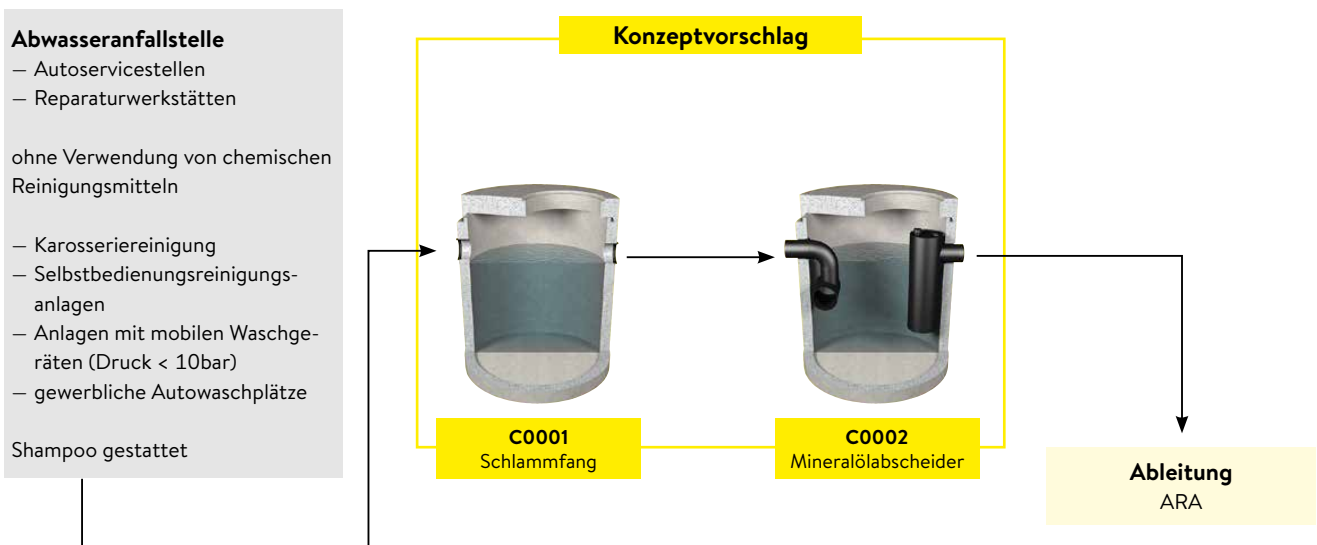 Abwasseranfallstelle
— Autoservicestellen
— Reparaturwerkstätten
ohne Verwendung von chemischen
Reinigungsmitteln
— Karosseriereinigung
— Selbstbedienungsreinigungs-
anlagen
— Anlagen mit mobilen Waschge-
räten (Druck < 10bar)
— gewerbliche Autowaschplätze
Shampoo gestattet
Konzeptvorschlag
C0001
Schlammfang
C0002
Mineralölabscheider
Ableitung
ARA